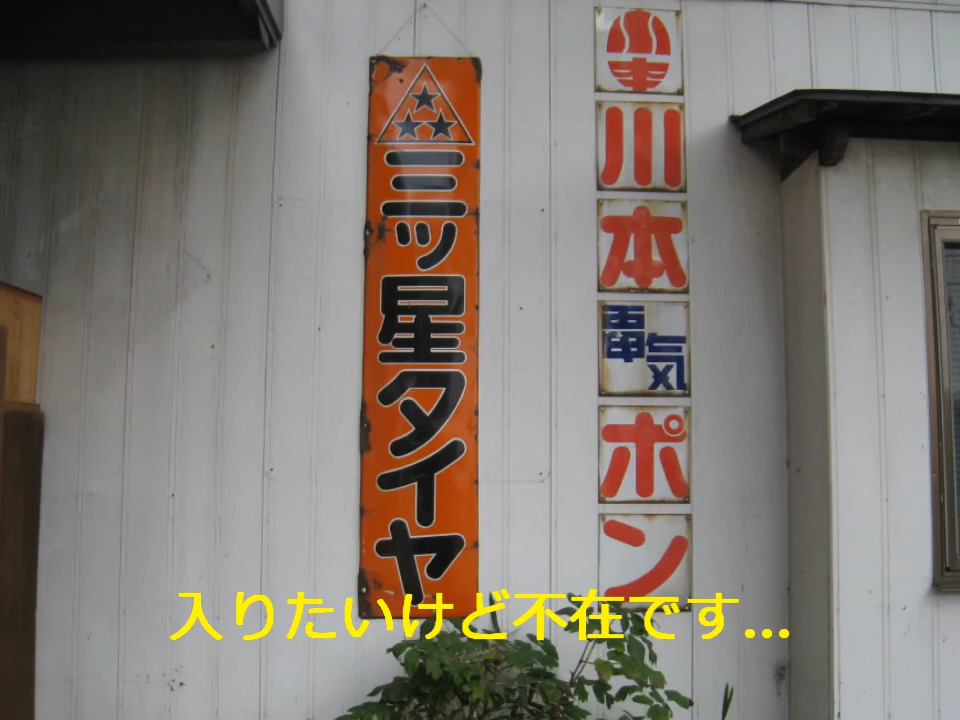 三ツ星タイヤ
川本
電気
ポン
入りたいけど不在です...